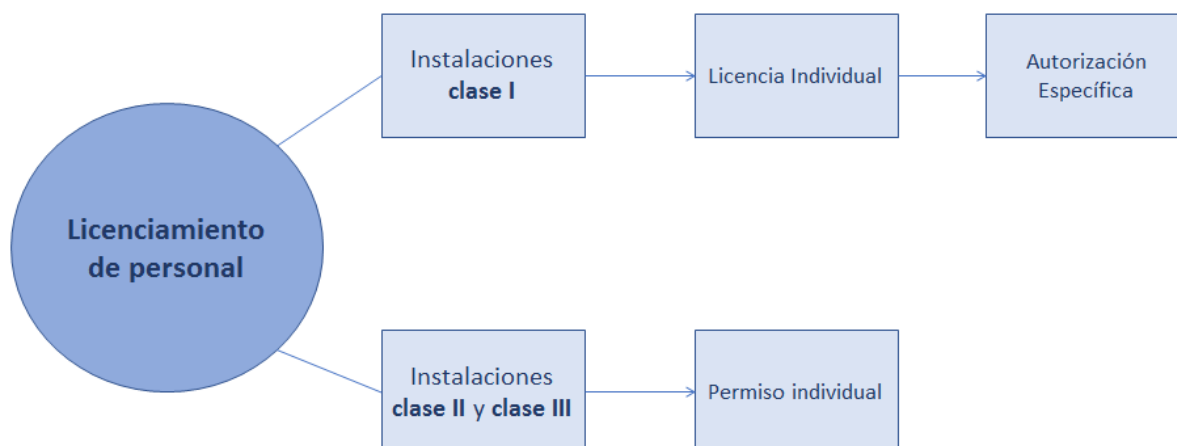 Licenciamiento
de personal
Instalaciones
clase I
Licencia Individual
Autorización
Específica
Instalaciones
clase II y clase III
Permiso individual